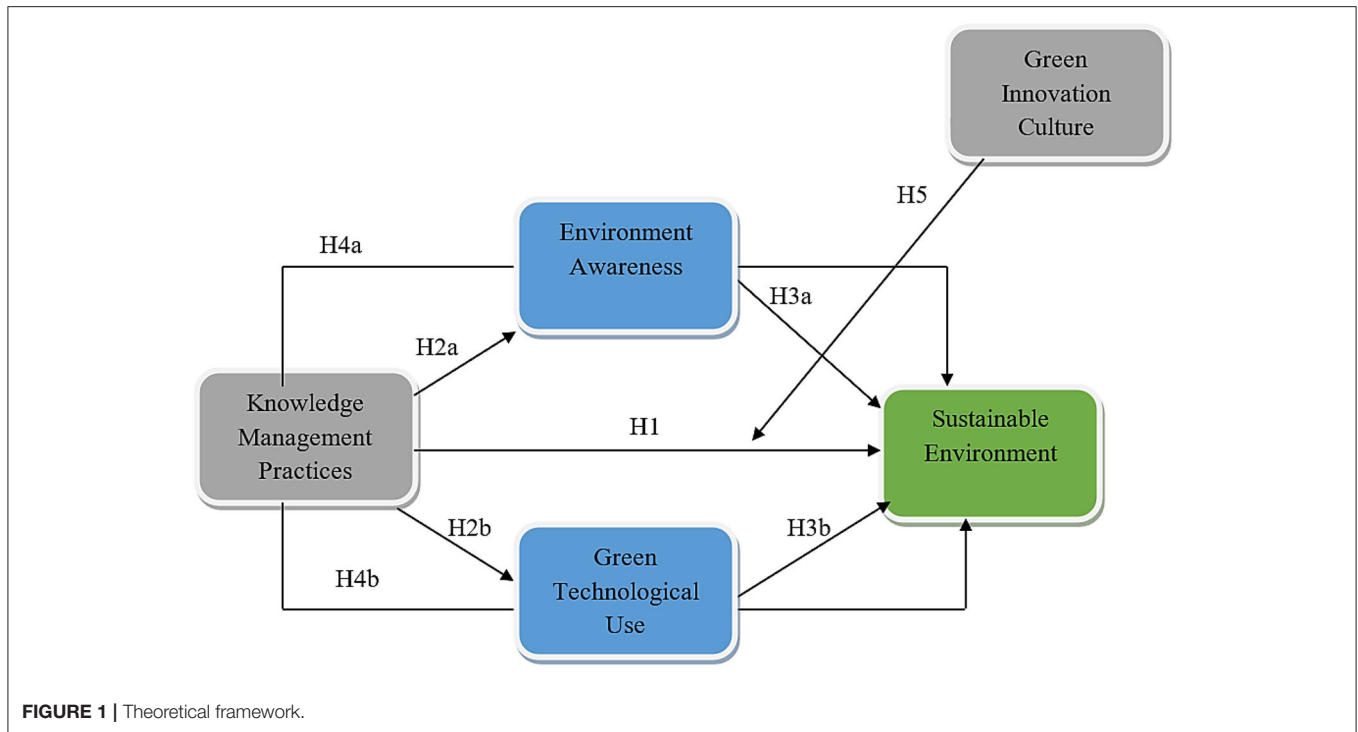 Green
Innovation
Culture
H5
Environment
Awareness
H4a
H3a
H2a
Knowledge
Management
Practices
H1
Sustainable
Environment
H2b
H3b
H4b
Green
Technological
Use
FIGURE 1 | Theoretical framework.